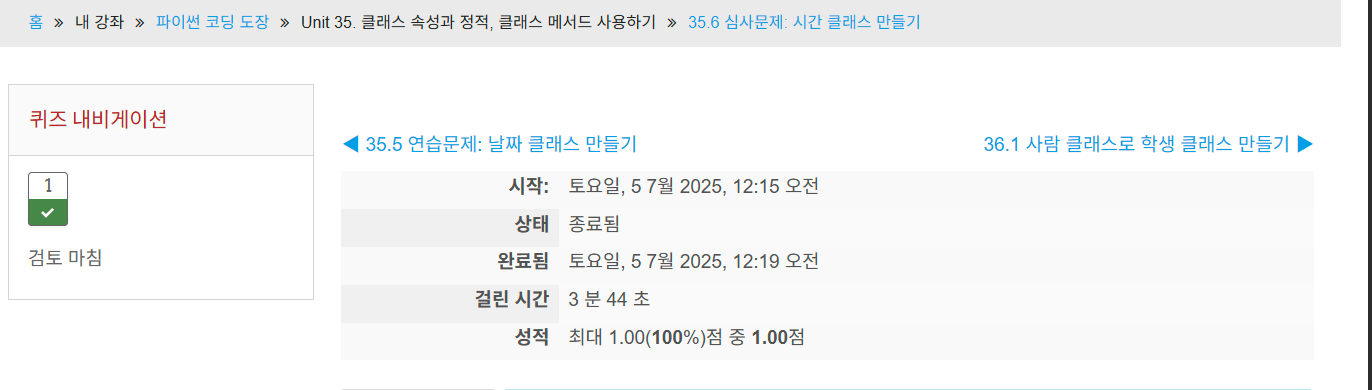 홈 » 내 강좌 » 파이썬 코딩 도장 » Unit 35. 클래스 속성과 정적, 클래스 메서드 사용하기 » 35.6 심사문제: 시간 클래스 만들기
퀴즈 내비게이션
1
검토 마침
◀ 35.5 연습문제: 날짜 클래스 만들기
36.1 사람 클래스로 학생 클래스 만들기 ▶
시작: 토요일, 5 7월 2025, 12:15 오전
상태 종료됨
완료됨 토요일, 5 7월 2025, 12:19 오전
걸린 시간 3 분 44 초
성적 최대 1.00(100%)점 중 1.00점